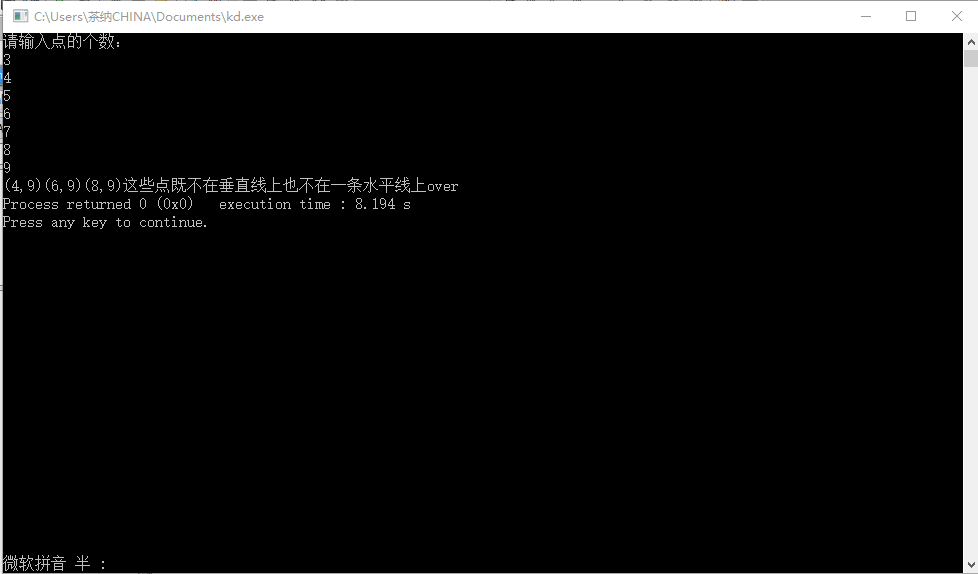 C:\Users\茶纳CHINA\Documents\kd.exe
请输入点的个数:
3
4
5
6
7
8
9
(4,9)(6,9)(8,9)这些点既不在垂直线上也不在一条水平线上over
Process returned 0 (0x0)   execution time : 8.194 s
Press any key to continue.
微软拼音 半 :